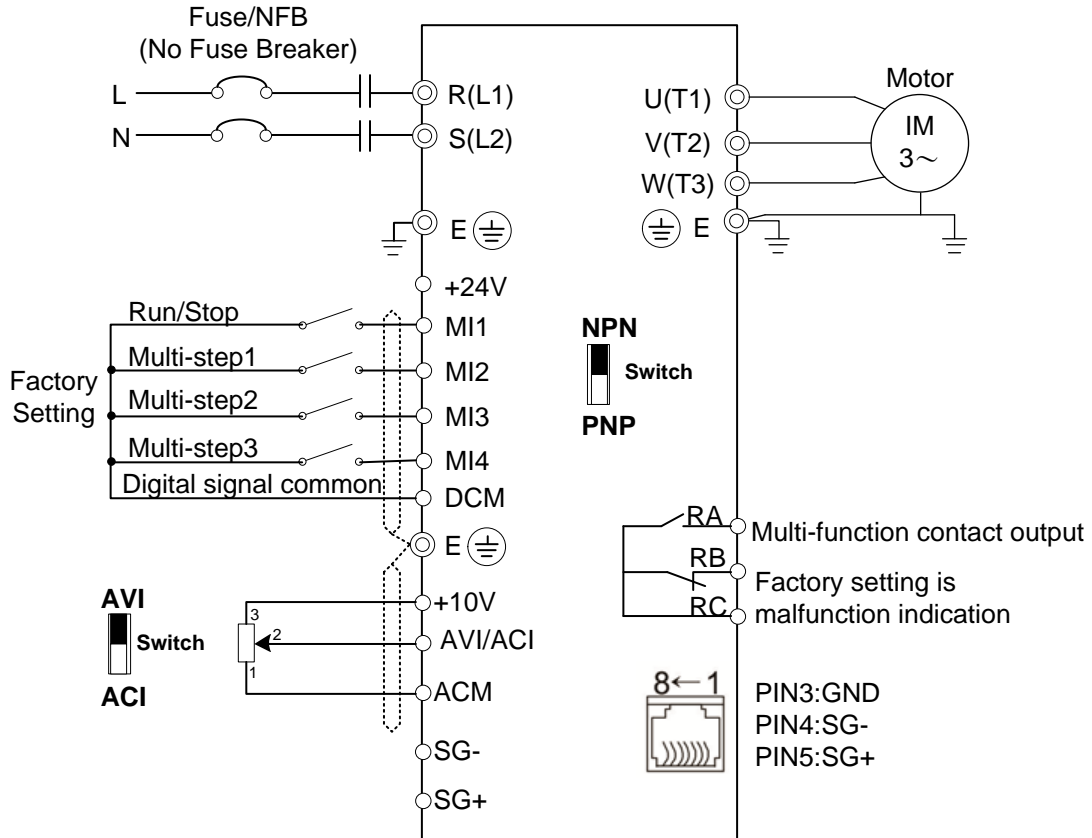 Fuse/NFB
(No Fuse Breaker)
L
R(L1)
N
S(L2)
E
U(T1)
V(T2)
W(T3)
E
Motor
IM
3～
+24V
Run/Stop
MI1
Multi-step1
MI2
Factory
Setting
Multi-step2
MI3
Multi-step3
MI4
Digital signal common
DCM
E
NPN
Switch
PNP
AVI
Switch
ACI
3
2
1
+10V
AVI/ACI
ACM
SG-
SG+
RA
RB
RC
Multi-function contact output
Factory setting is
malfunction indication
8←1
PIN3:GND
PIN4:SG-
PIN5:SG+